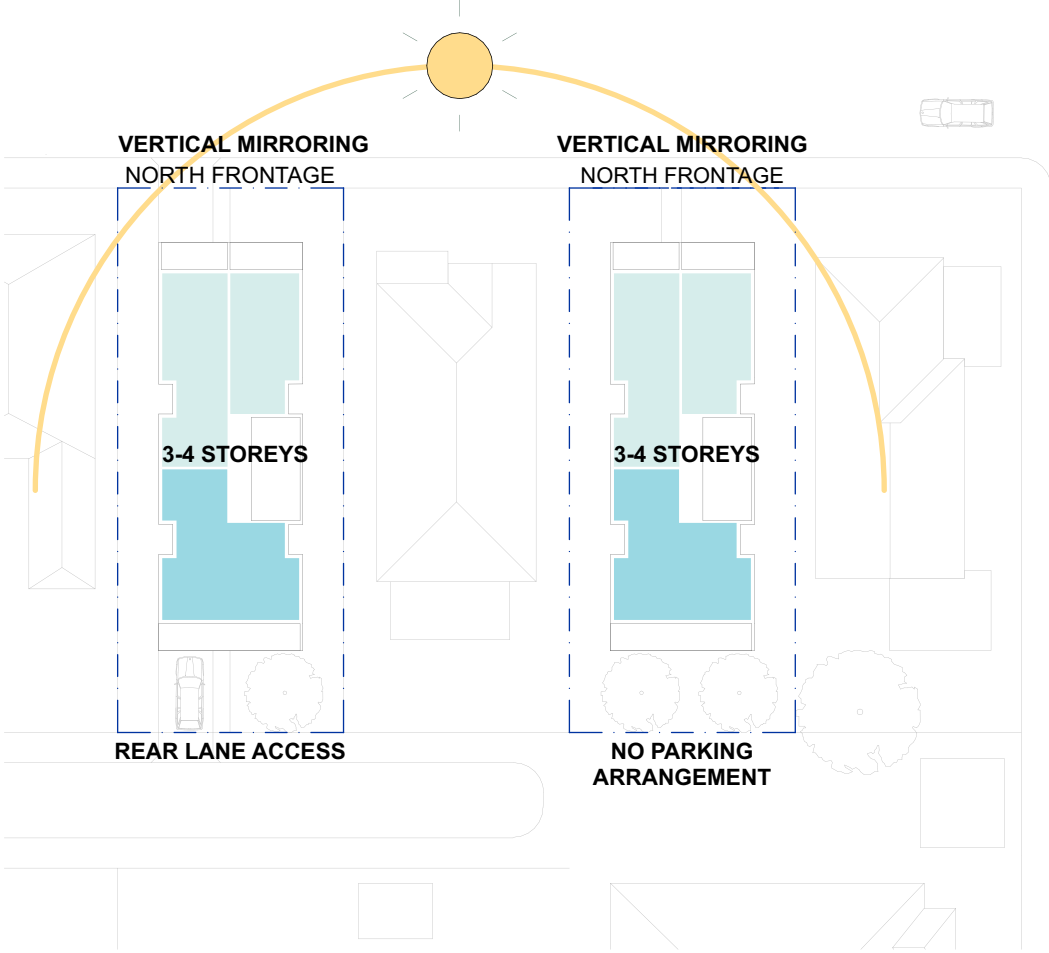 VERTICAL MIRRORING
NORTH FRONTAGE
3-4 STOREYS
REAR LANE ACCESS
VERTICAL MIRRORING
NORTH FRONTAGE
3-4 STOREYS
NO PARKING
ARRANGEMENT